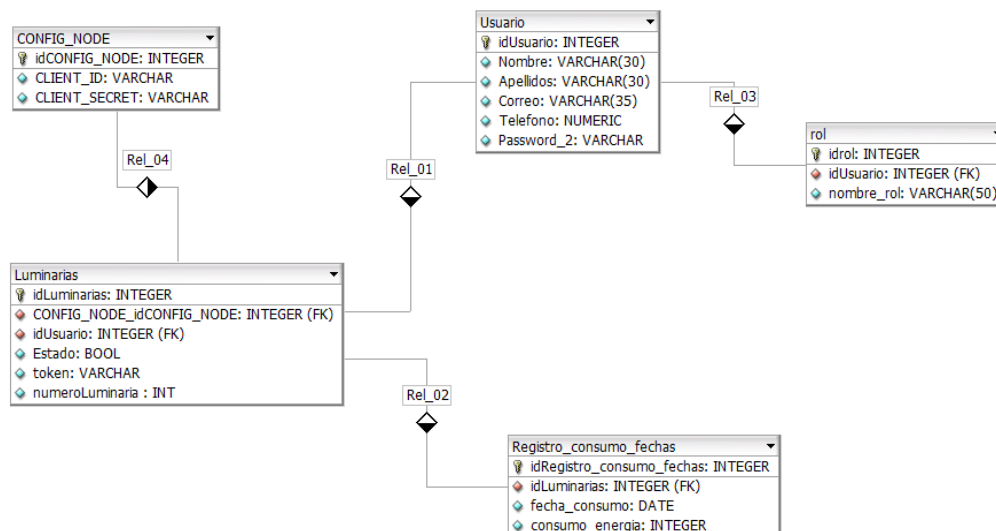 CONFIG_NODE
idCONFIG_NODE: INTEGER
CLIENT_ID: VARCHAR
CLIENT_SECRET: VARCHAR
Usuario
idUsuario: INTEGER
Nombre: VARCHAR(30)
Apellidos: VARCHAR(30)
Correo: VARCHAR(35)
Telefono: NUMERIC
Password_2: VARCHAR
Rel_03
rol
idrol: INTEGER
idUsuario: INTEGER (FK)
nombre_rol: VARCHAR(50)
Rel_04
Rel_01
Luminarias
idLuminarias: INTEGER
CONFIG_NODE_idCONFIG_NODE: INTEGER (FK)
idUsuario: INTEGER (FK)
Estado: BOOL
token: VARCHAR
numeroLuminaria : INT
Rel_02
Registro_consumo_fechas
idRegistro_consumo_fechas: INTEGER
idLuminarias: INTEGER (FK)
fecha_consumo: DATE
consumo_energia: INTEGER